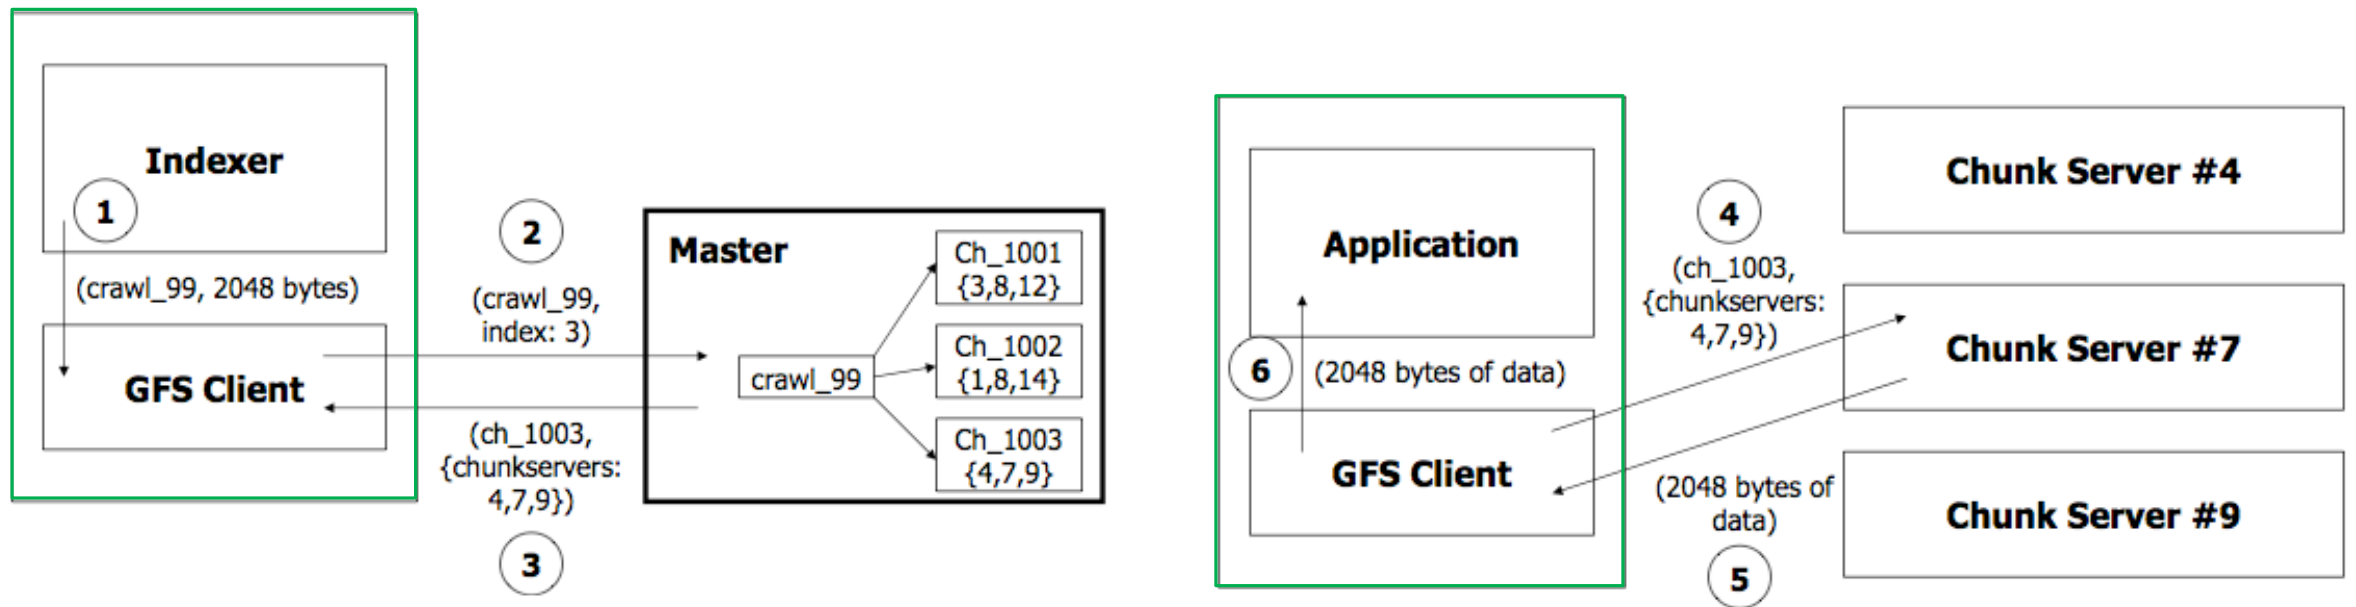 Indexer
1
(crawl_99, 2048 bytes)
GFS Client
2
(crawl_99,
index: 3)
(ch_1003,
{chunkservers:
4,7,9})
3
Master
crawl_99
Ch_1001
{3,8,12}
Ch_1002
{1,8,14}
Ch_1003
{4,7,9}
Application
6
(2048 bytes of data)
GFS Client
4
(ch_1003,
{chunkservers:
4,7,9})
(2048 bytes of
data)
5
Chunk Server #4
Chunk Server #7
Chunk Server #9